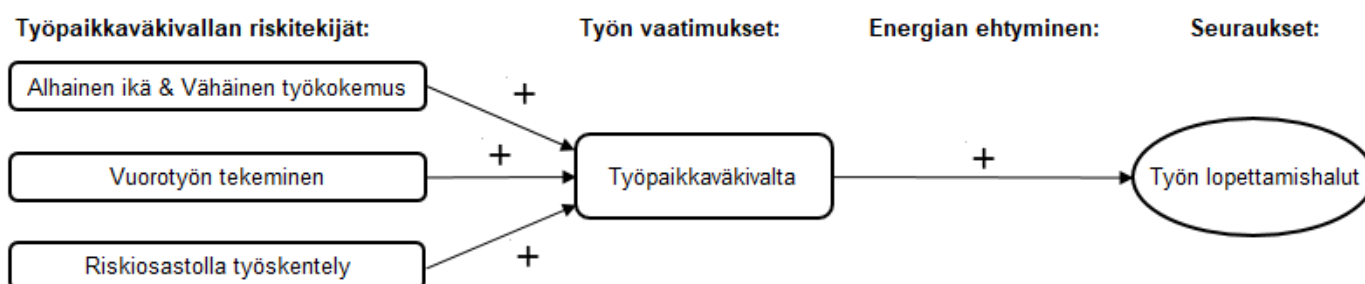 Työpaikkaväkivallan riskitekijät:
Työn vaatimukset:
Energian ehtyminen:
Seuraukset:
Alhainen ikä & Vähäinen työkokemus
+
Vuorotyön tekeminen
+
Työpaikkaväkivalta
+
Työn lopettamishalut
Riskiosastolla työskentely
+